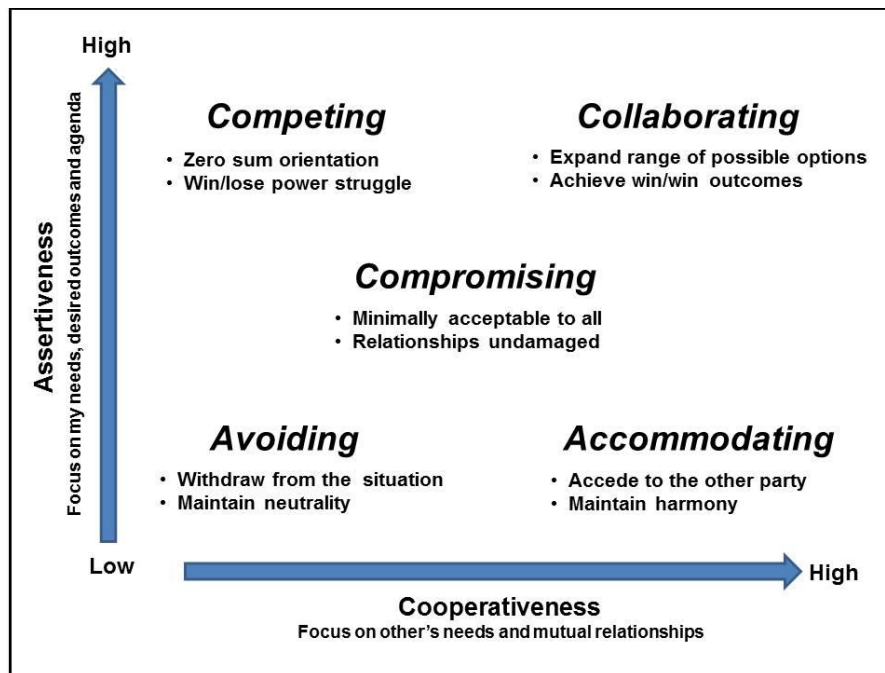 High
Competing
• Zero sum orientation
• Win/lose power struggle
Collaborating
• Expand range of possible options
• Achieve win/win outcomes
Assertiveness
Focus on my needs, desired outcomes and agenda
Compromising
• Minimally acceptable to all
• Relationships undamaged
Avoiding
• Withdraw from the situation
• Maintain neutrality
Accommodating
• Accede to the other party
• Maintain harmony
Low
High
Cooperativeness
Focus on other's needs and mutual relationships